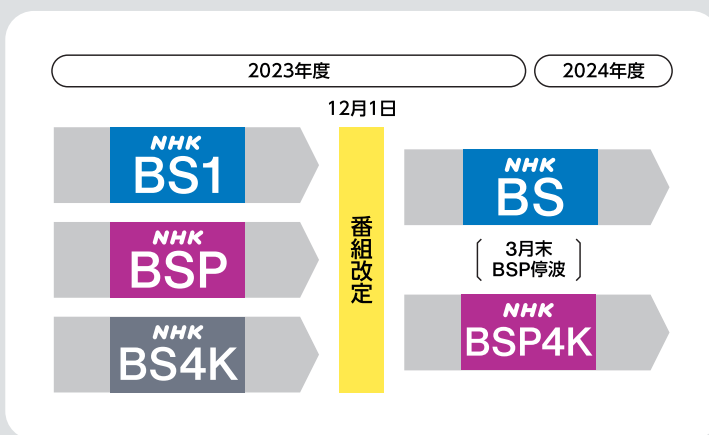 2023年度
2024年度
12月1日
NHK
BS1
NHK
BSP
NHK
BS4K
番組改定
NHK
BS
3月末
BSP停波
NHK
BSP4K